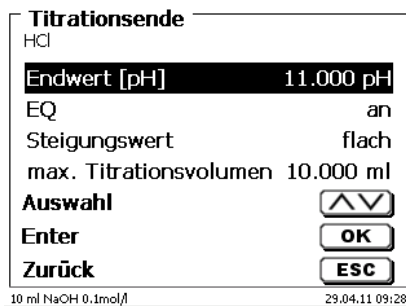 Titrationsende
HCl
Endwert [pH] 11.000 pH
EQ an
Steigungswert flach
max. Titrationsvolumen 10.000 ml
Auswahl
Enter OK
Zurück ESC
10 ml NaOH 0.1mol/l 29.04.11 09:28